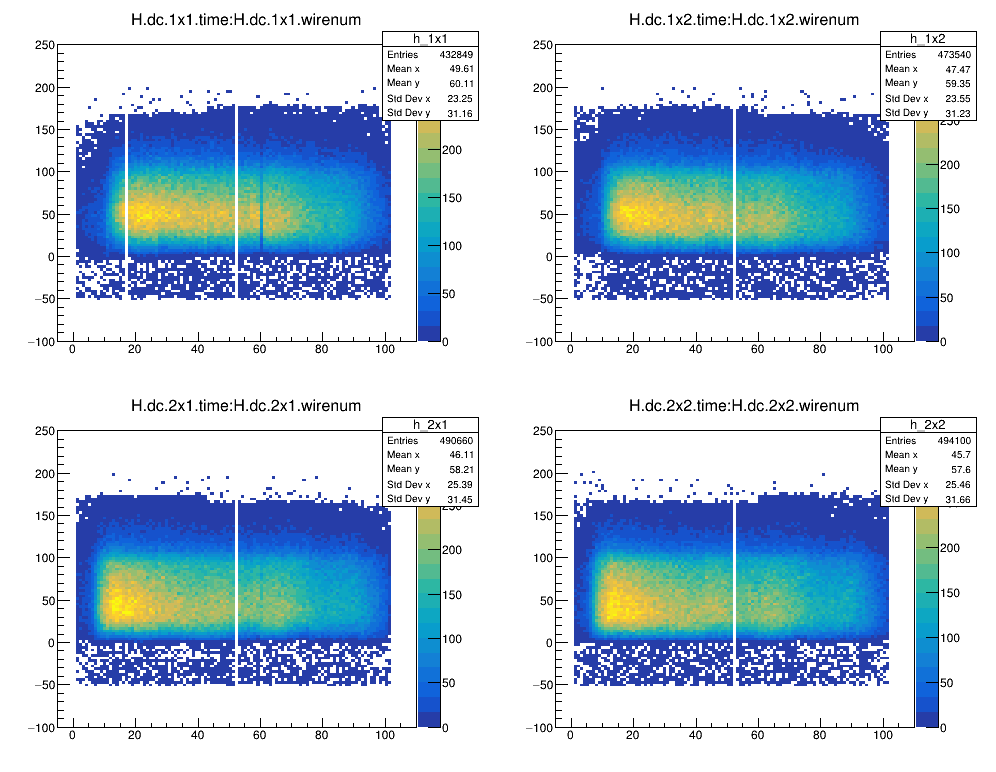 H.dc.1x1.time:H.dc.1x1.wirenum
h_1x1
Entries 432849
Mean x 49.61
Mean y 60.11
Std Dev x 23.25
Std Dev y 31.16
250
200
150
100
50
0
−50
−100
0 20 40 60 80 100
200
150
100
50
0
H.dc.1x2.time:H.dc.1x2.wirenum
h_1x2
Entries 473540
Mean x 47.47
Mean y 59.35
Std Dev x 23.55
Std Dev y 31.23
250
200
150
100
50
0
−50
−100
0 20 40 60 80 100
250
200
150
100
50
0
H.dc.2x1.time:H.dc.2x1.wirenum
h_2x1
Entries 490660
Mean x 46.11
Mean y 58.21
Std Dev x 25.39
Std Dev y 31.45
250
200
150
100
50
0
−50
−100
0 20 40 60 80 100
250
200
150
100
50
0
H.dc.2x2.time:H.dc.2x2.wirenum
h_2x2
Entries 494100
Mean x 45.7
Mean y 57.6
Std Dev x 25.46
Std Dev y 31.66
250
200
150
100
50
0
−50
−100
0 20 40 60 80 100
200
150
100
50
0